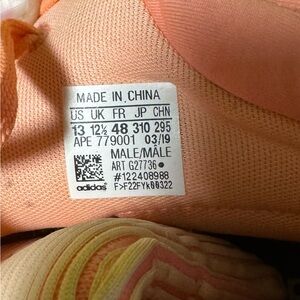 MADE IN CHINA
US UK FR JP CHN
13 12½ 48 310 295
APE 779001 03/19
MALE/MÂLE
ART G27736
#122408988
adidas® F>F22FYK00322